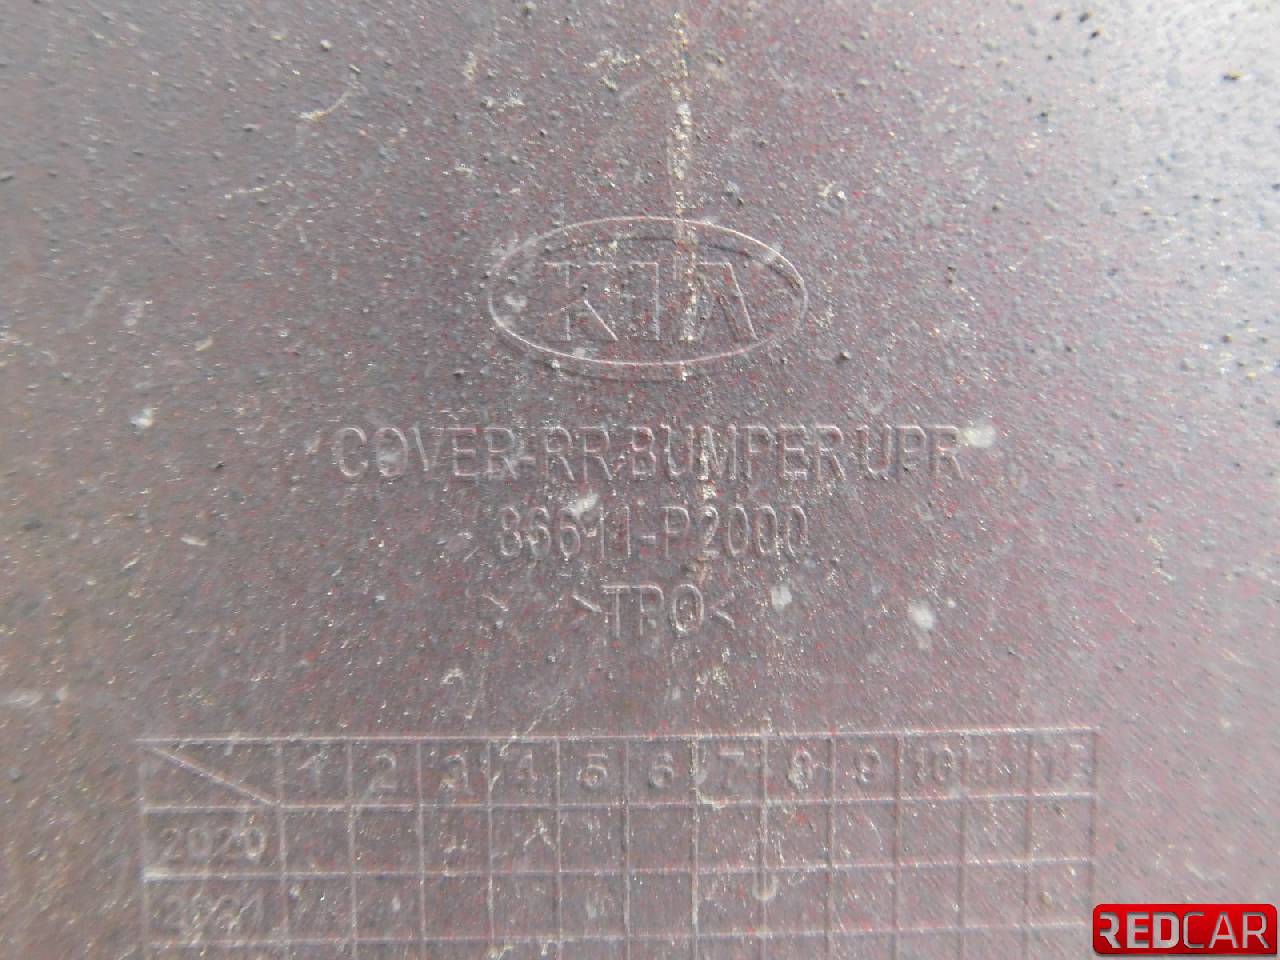 KIA
COVER-RR BUMPER UPR
86611-P2000
>TPO<
1 2 3 4 5 6 7 8 9 10 11 12
2020
2021
REDCAR